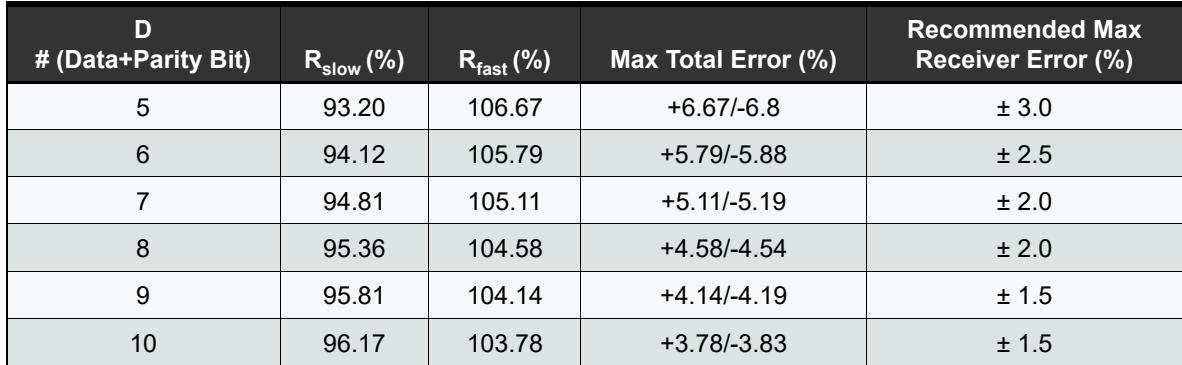 D
# (Data+Parity Bit) R_slow (%) R_fast (%) Max Total Error (%) Recommended Max Receiver Error (%)
5 93.20 106.67 +6.67/-6.8 ± 3.0
6 94.12 105.79 +5.79/-5.88 ± 2.5
7 94.81 105.11 +5.11/-5.19 ± 2.0
8 95.36 104.58 +4.58/-4.54 ± 2.0
9 95.81 104.14 +4.14/-4.19 ± 1.5
10 96.17 103.78 +3.78/-3.83 ± 1.5